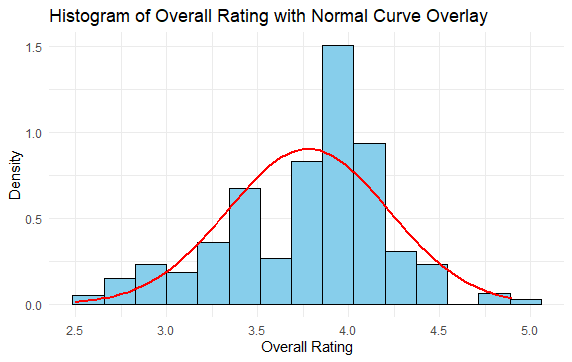 Histogram of Overall Rating with Normal Curve Overlay
1.5
1.0
0.5
0.0
Density
2.5 3.0 3.5 4.0 4.5 5.0
Overall Rating